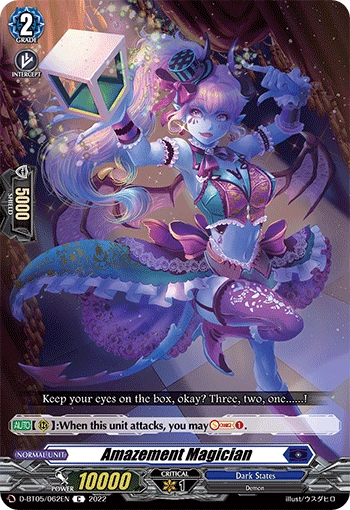 2
GRADE
INTERCEPT
5000
SHIELD
Keep your eyes on the box, okay? Three, two, one......!
AUTO ]:When this unit attacks, you may 1.
NORMAL UNIT Amazement Magician
POWER 10000 CRITICAL 1 Dark States
Demon
D-BT05/062EN C 2022 illust/ウスダヒロ